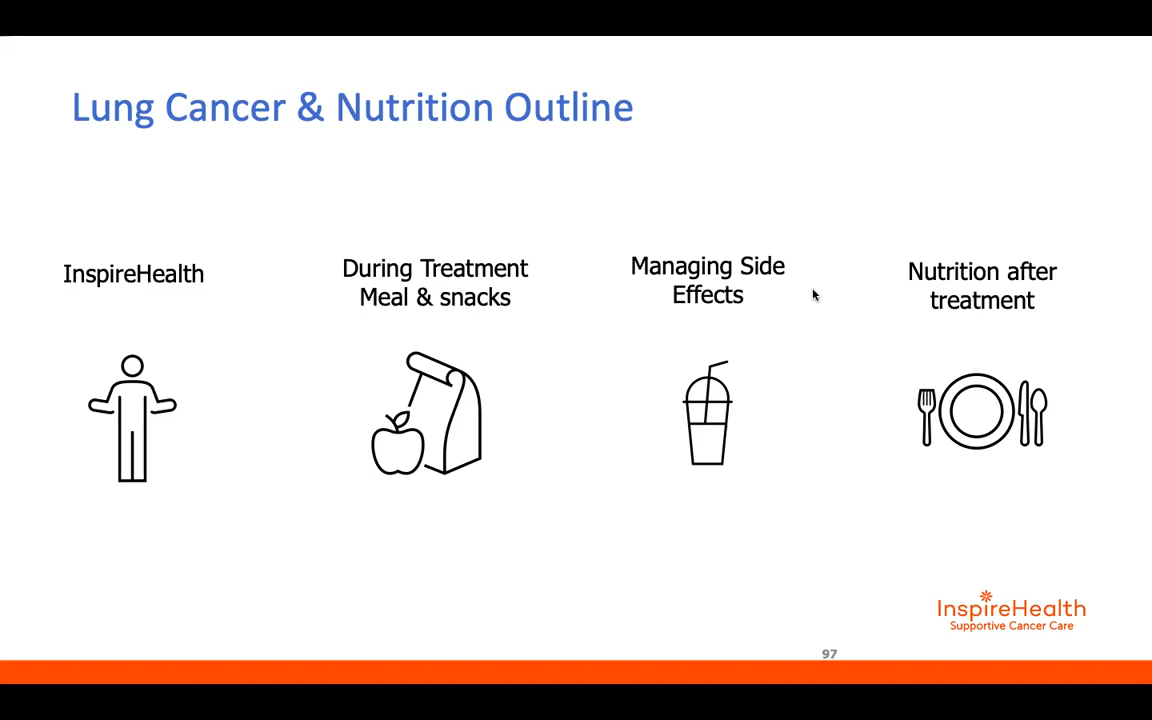 Lung Cancer & Nutrition Outline
InspireHealth
During Treatment
Meal & snacks
Managing Side
Effects
Nutrition after
treatment
InspireHealth
Supportive Cancer Care
97